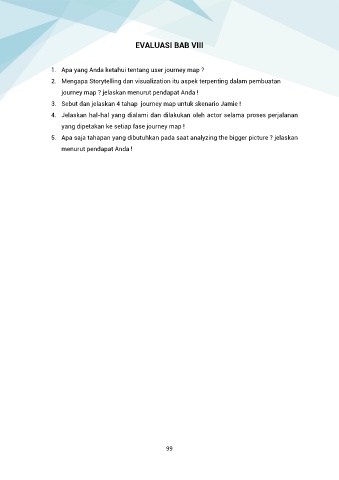 EVALUASI BAB VIII
1. Apa yang Anda ketahui tentang user journey map ?
2. Mengapa Storytelling dan visualization itu aspek terpenting dalam pembuatan
journey map ? jelaskan menurut pendapat Anda !
3. Sebut dan jelaskan 4 tahap journey map untuk skenario Jamie !
4. Jelaskan hal-hal yang dialami dan dilakukan oleh actor selama proses perjalanan
yang dipetakan ke setiap fase journey map !
5. Apa saja tahapan yang dibutuhkan pada saat analyzing the bigger picture ? jelaskan
menurut pendapat Anda !
99